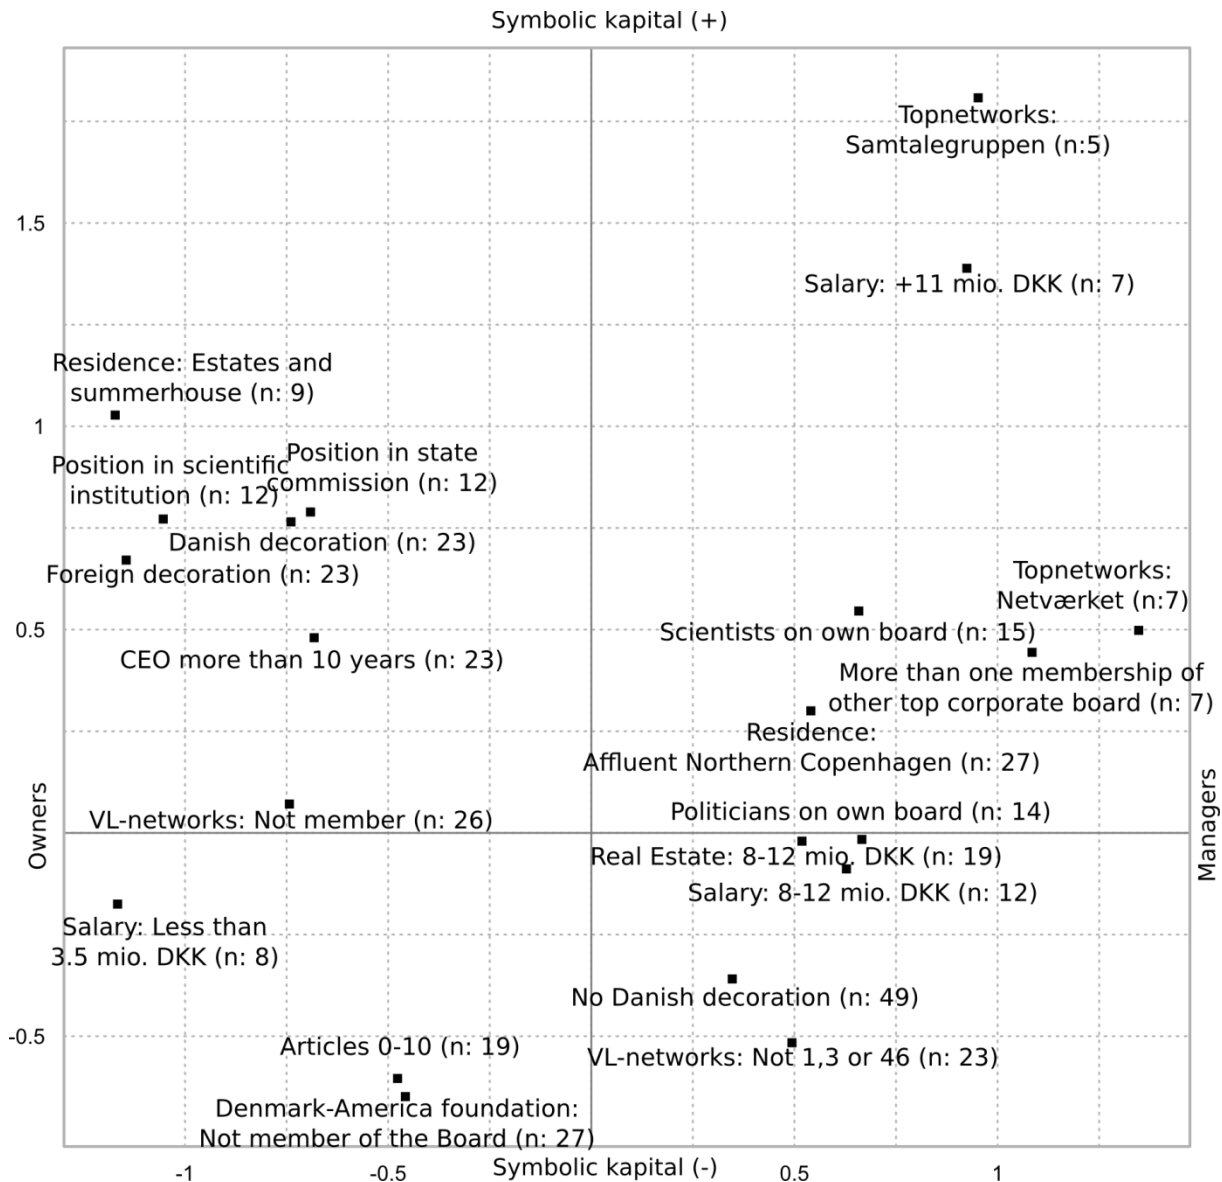 Symbolic kapital (+)
Topnetworks:
Samtalegruppen (n:5)
1.5
Salary: +11 mio. DKK (n: 7)
Residence: Estates and
summerhouse (n: 9)
1
Position in state
commission (n: 12)
Position in scientific
institution (n: 12)
Danish decoration (n: 23)
Foreign decoration (n: 23)
Topnetworks:
Netværket (n:7)
0.5
Scientists on own board (n: 15)
CEO more than 10 years (n: 23)
More than one membership of
other top corporate board (n: 7)
Residence:
Affluent Northern Copenhagen (n: 27)
Owners
Managers
Politicians on own board (n: 14)
VL-networks: Not member (n: 26)
Real Estate: 8-12 mio. DKK (n: 19)
Salary: 8-12 mio. DKK (n: 12)
Salary: Less than
3.5 mio. DKK (n: 8)
No Danish decoration (n: 49)
-0.5
Articles 0-10 (n: 19)
VL-networks: Not 1,3 or 46 (n: 23)
Denmark-America foundation:
Not member of the Board (n: 27)
-1
-0.5
Symbolic kapital (-)
0.5
1